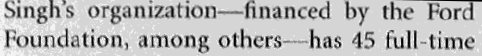 Singh's organization—financed by the Ford
Foundation, among others—has 45 full-time